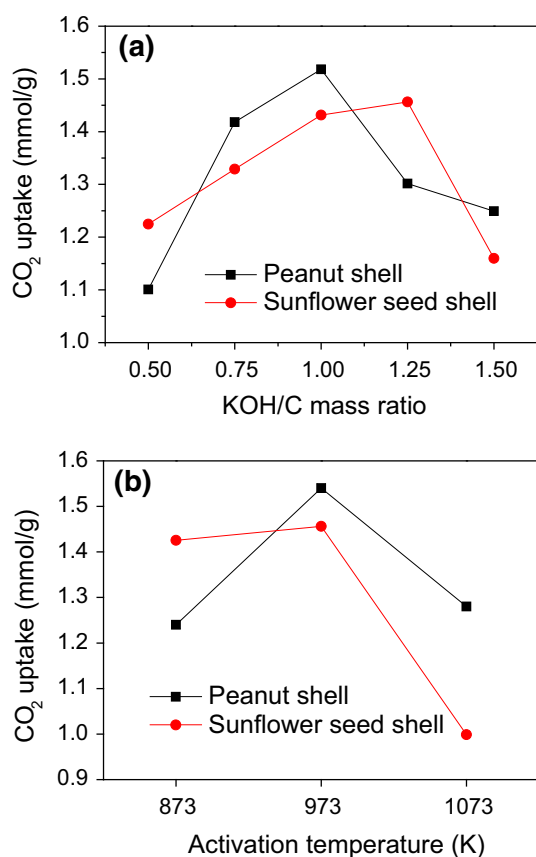 (a)
CO2 uptake (mmol/g)
1.6
1.5
1.4
1.3
1.2
1.1
1.0
Peanut shell
Sunflower seed shell
0.50 0.75 1.00 1.25 1.50
KOH/C mass ratio
(b)
CO2 uptake (mmol/g)
1.6
1.5
1.4
1.3
1.2
1.1
1.0
0.9
Peanut shell
Sunflower seed shell
873 973 1073
Activation temperature (K)